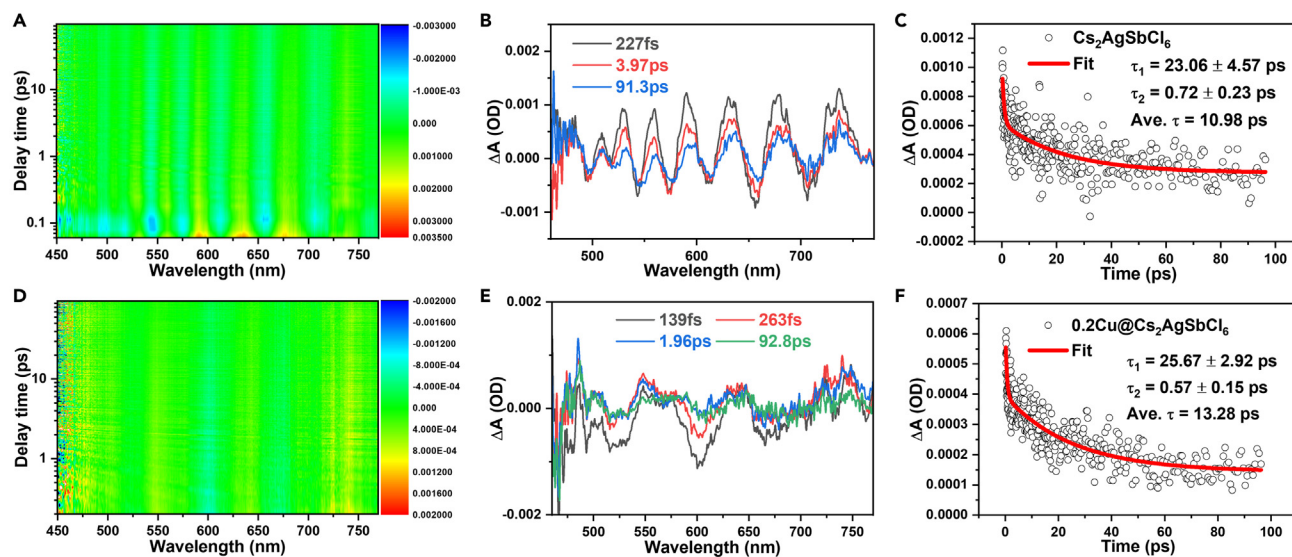 A
Delay time (ps)
10
1
0.1
450 500 550 600 650 700 750
Wavelength (nm)
-0.003000
-0.002000
-1.000E-03
0.000
0.001000
0.002000
0.003000
0.003500
B
ΔA (OD)
0.002
0.001
0.000
-0.001
227fs
3.97ps
91.3ps
500 600 700
Wavelength (nm)
C
ΔA (OD)
0.0012
0.0010
0.0008
0.0006
0.0004
0.0002
0.0000
-0.0002
Cs₂AgSbCl₆
Fit
τ₁ = 23.06 ± 4.57 ps
τ₂ = 0.72 ± 0.23 ps
Ave. τ = 10.98 ps
0 20 40 60 80 100
Time (ps)
D
Delay time (ps)
10
1
450 500 550 600 650 700 750
Wavelength (nm)
-0.002000
-0.001600
-0.001200
-8.000E-04
-4.000E-04
0.000
4.000E-04
8.000E-04
0.001200
0.001600
0.002000
E
ΔA (OD)
0.002
0.000
-0.002
139fs 263fs
1.96ps 92.8ps
500 550 600 650 700 750
Wavelength (nm)
F
ΔA (OD)
0.0007
0.0006
0.0005
0.0004
0.0003
0.0002
0.0001
0.0000
0.2Cu@Cs₂AgSbCl₆
Fit
τ₁ = 25.67 ± 2.92 ps
τ₂ = 0.57 ± 0.15 ps
Ave. τ = 13.28 ps
0 20 40 60 80 100
Time (ps)